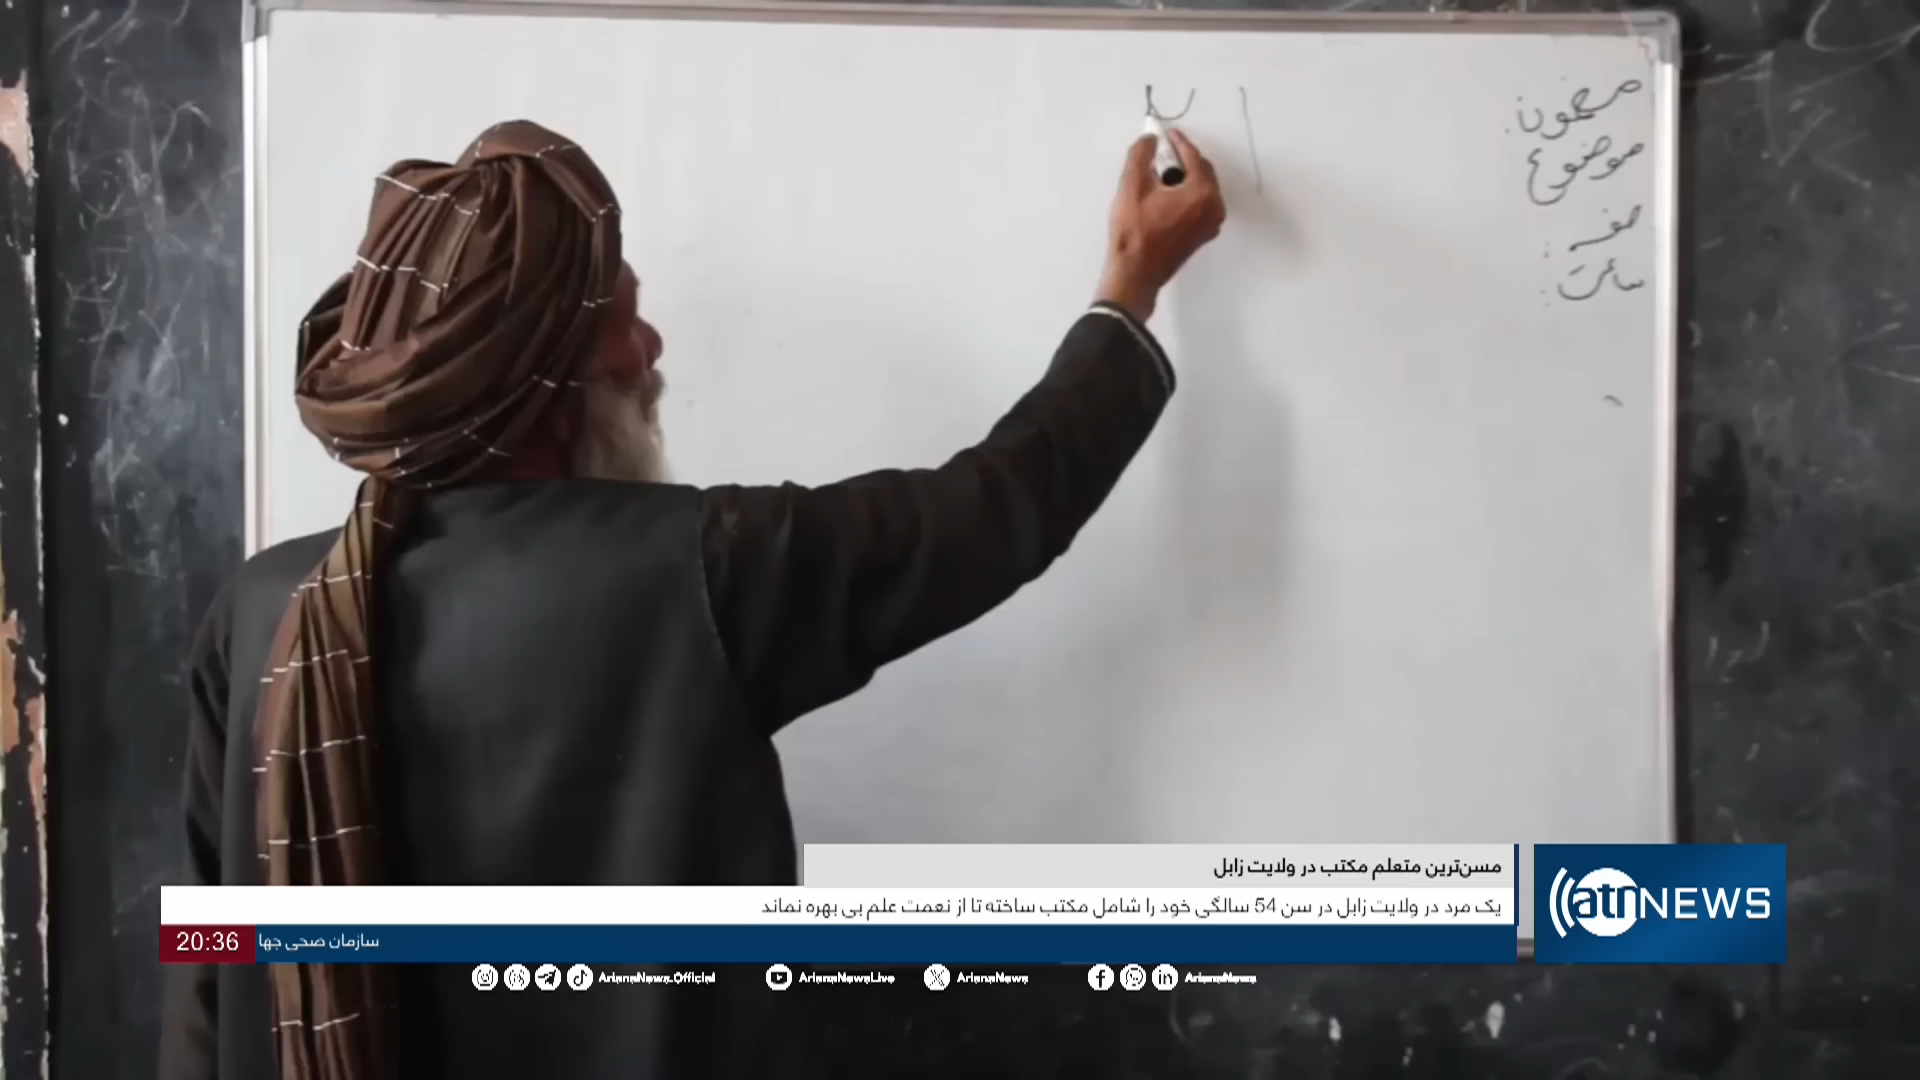 مضمون:
موضوع
صفحه:
ساعت:
ا ب
مسن‌ترین متعلم مکتب در ولایت زابل
یک مرد در ولایت زابل در سن 54 سالگی خود را شامل مکتب ساخته تا از نعمت علم بی بهره نماند
atn NEWS
20:36 سازمان صحی جها
ArianaNews.Official ArianaNewsLive ArianaNews ArianaNews